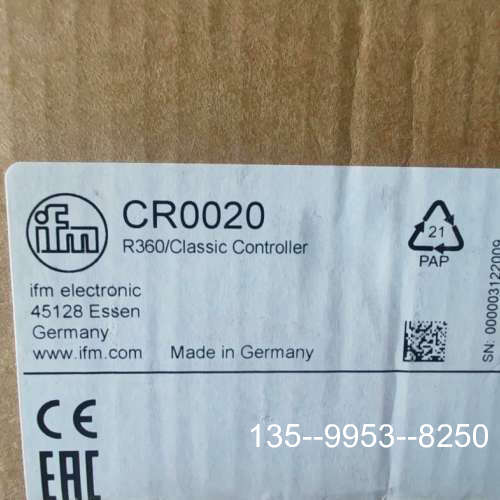 ifm
CR0020
R360/Classic Controller
ifm electronic
45128 Essen
Germany
www.ifm.com
Made in Germany
21
PAP
SN: 000003122009
CE
EAC
135--9953--8250